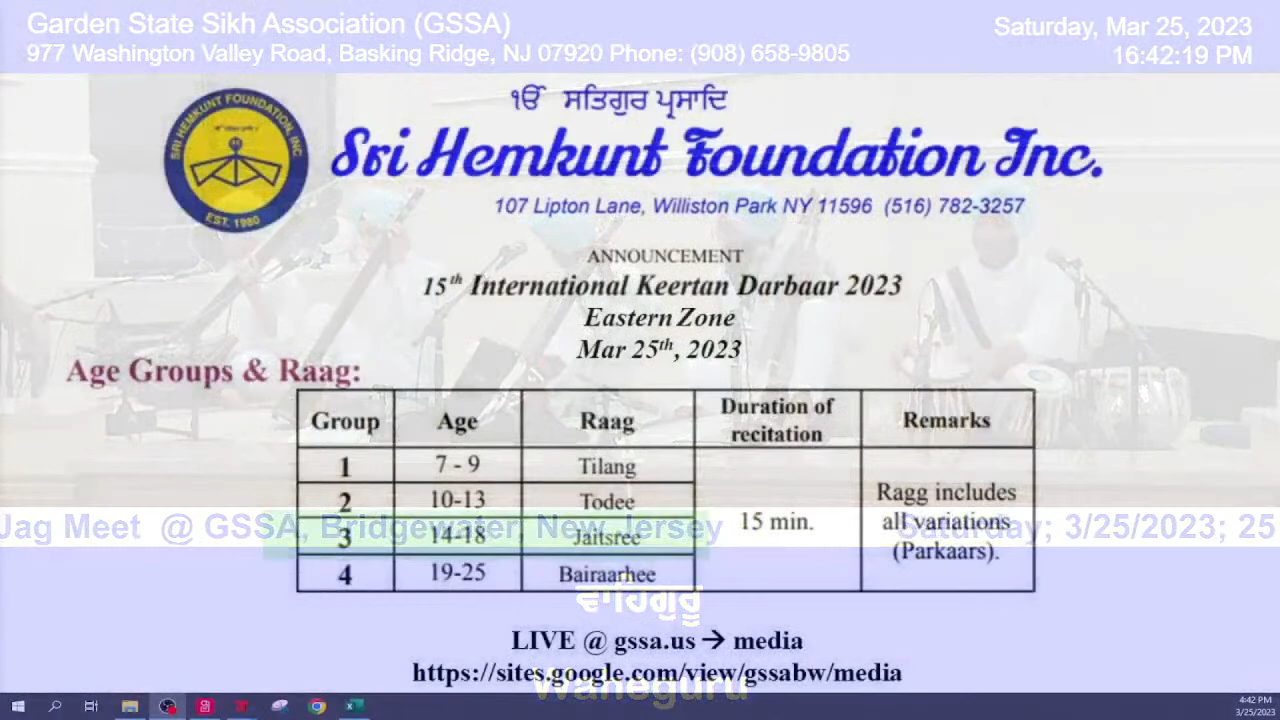 Garden State Sikh Association (GSSA)
977 Washington Valley Road, Basking Ridge, NJ 07920 Phone: (908) 658-9805
Saturday, Mar 25, 2023
16:42:19 PM
ੴ ਸਤਿਗੁਰ ਪ੍ਰਸਾਦਿ
SRI HEMKUNT FOUNDATION, INC
EST. 1980
Sri Hemkunt Foundation Inc.
107 Lipton Lane, Williston Park NY 11596 (516) 782-3257
ANNOUNCEMENT
15th International Keertan Darbaar 2023
Eastern Zone
Mar 25th, 2023
Age Groups & Raag:
Group Age Raag Duration of recitation Remarks
1 7 - 9 Tilang
2 10-13 Todee
3 14-18 Jaitsree
4 19-25 Bairaarhee
15 min.
Ragg includes
all variations
(Parkaars).
Jag Meet @ GSSA, Bridgewater, New Jersey
Saturday; 3/25/2023; 25
ਵਾਹਿਗੁਰੂ
LIVE @ gssa.us → media
https://sites.google.com/view/gssabw/media
Waheguru
4:42 PM
3/25/2023